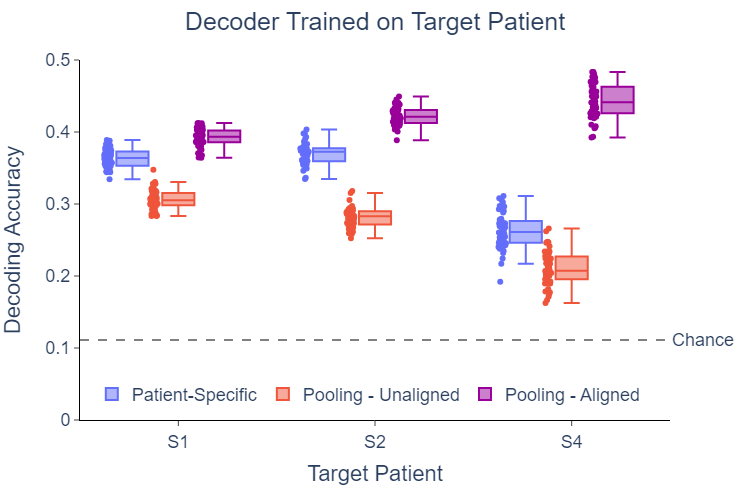 Decoder Trained on Target Patient
Decoding Accuracy
0.5
0.4
0.3
0.2
0.1
0
Chance
Patient-Specific
Pooling - Unaligned
Pooling - Aligned
S1
S2
S4
Target Patient